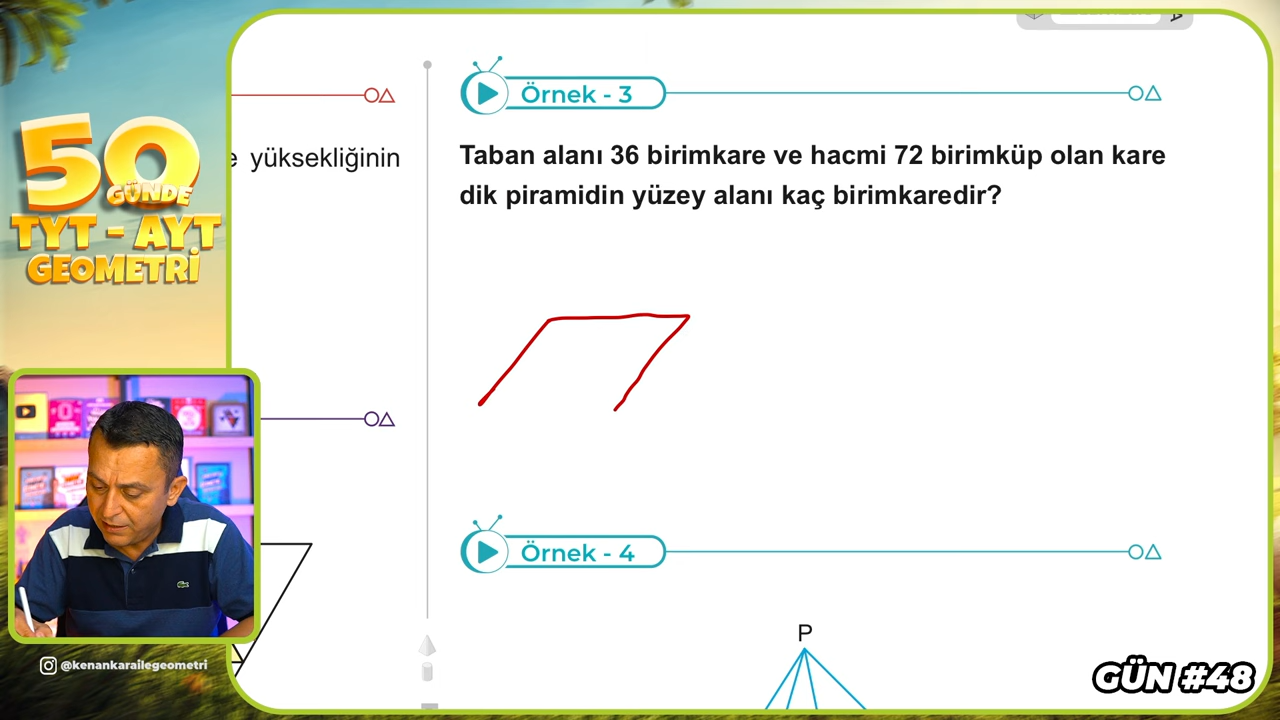 50
GÜNDE
TYT - AYT
GEOMETRİ
e yüksekliğinin
Örnek - 3
Taban alanı 36 birimkare ve hacmi 72 birimküp olan kare
dik piramidin yüzey alanı kaç birimkaredir?
Örnek - 4
P
@kenankarailegeometri
GÜN #48